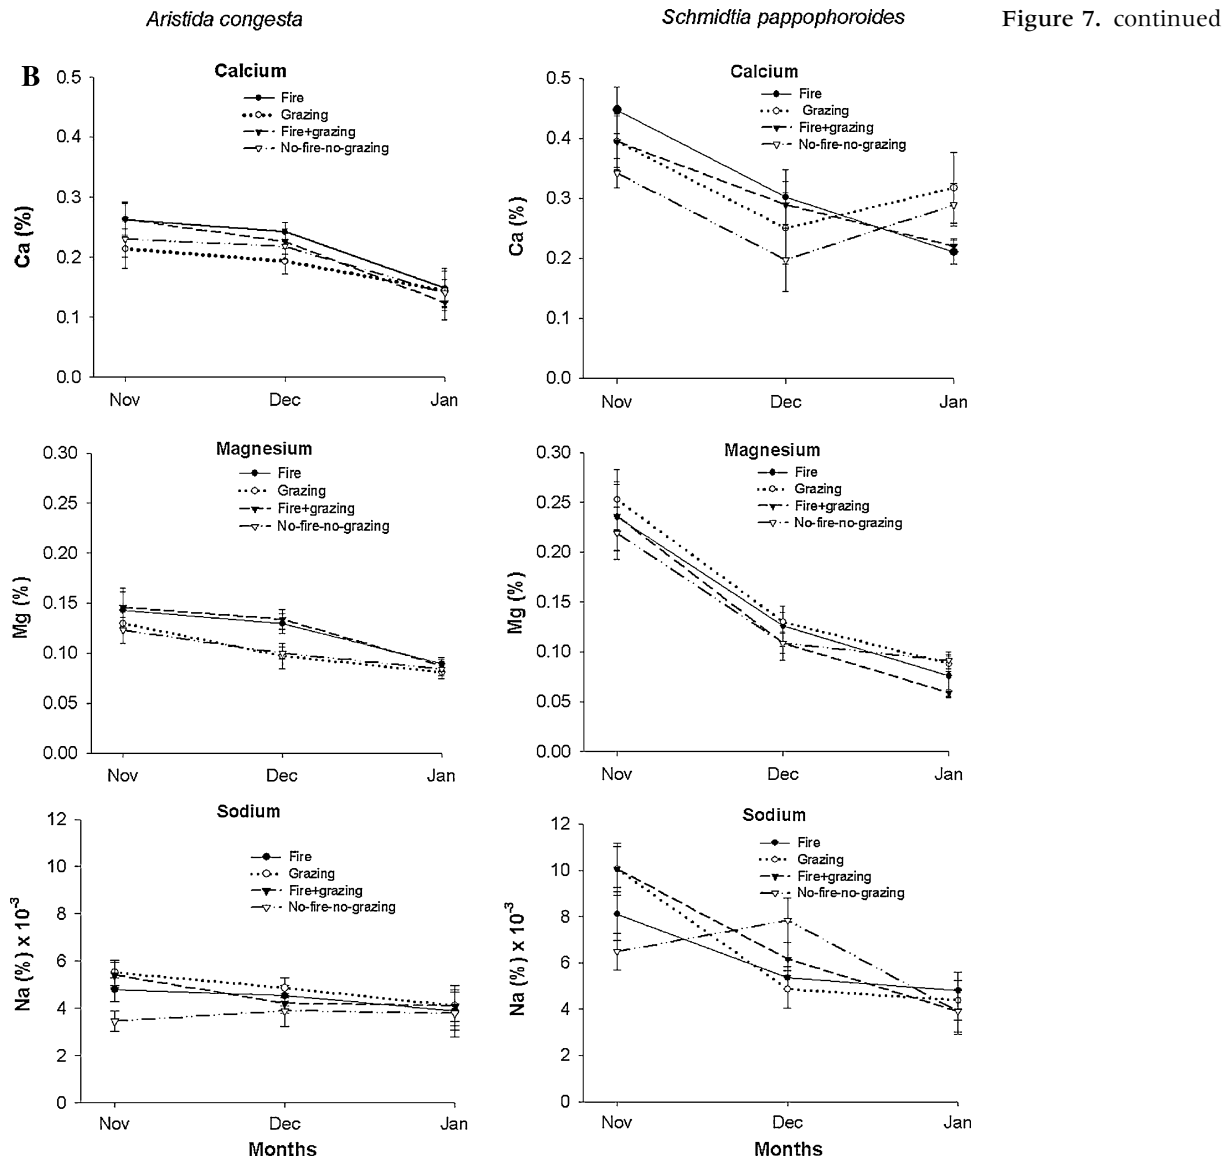 Aristida congesta
Schmidtia pappophoroides
Figure 7. continued
B
Calcium
Fire
Grazing
Fire+grazing
No-fire-no-grazing
Ca (%)
0.5
0.4
0.3
0.2
0.1
0.0
Nov Dec Jan
Calcium
Fire
Grazing
Fire+grazing
No-fire-no-grazing
Ca (%)
0.5
0.4
0.3
0.2
0.1
0.0
Nov Dec Jan
Magnesium
Fire
Grazing
Fire+grazing
No-fire-no-grazing
Mg (%)
0.30
0.25
0.20
0.15
0.10
0.05
0.00
Nov Dec Jan
Magnesium
Fire
Grazing
Fire+grazing
No-fire-no-grazing
Mg (%)
0.30
0.25
0.20
0.15
0.10
0.05
0.00
Nov Dec Jan
Sodium
Fire
Grazing
Fire+grazing
No-fire-no-grazing
Na (%) x 10⁻³
12
10
8
6
4
2
0
Nov Dec Jan
Months
Sodium
Fire
Grazing
Fire+grazing
No-fire-no-grazing
Na (%) x 10⁻³
12
10
8
6
4
2
0
Nov Dec Jan
Months